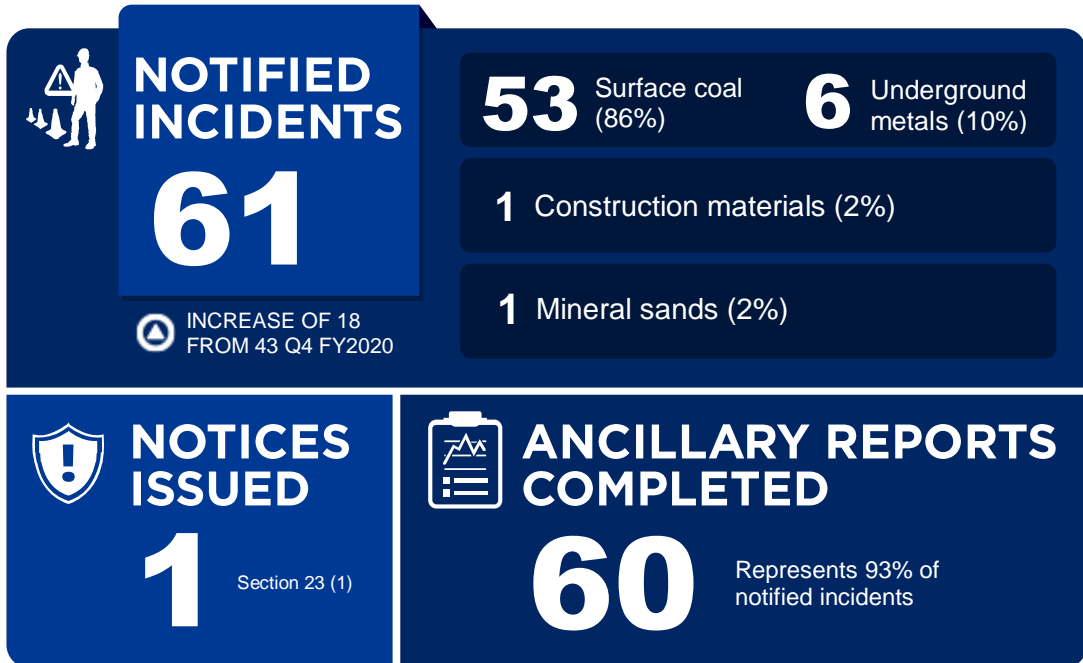 NOTIFIED
INCIDENTS
61
INCREASE OF 18
FROM 43 Q4 FY2020
53 Surface coal
(86%)
6 Underground
metals (10%)
1 Construction materials (2%)
1 Mineral sands (2%)
NOTICES
ISSUED
1 Section 23 (1)
ANCILLARY REPORTS
COMPLETED
60 Represents 93% of
notified incidents